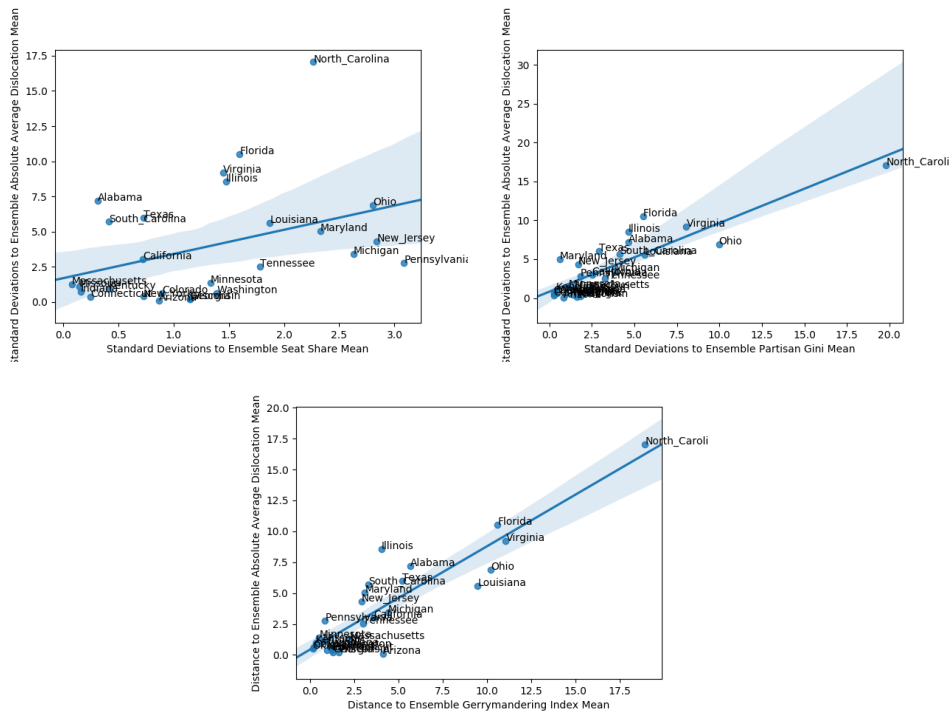 Standard Deviations to Ensemble Absolute Average Dislocation Mean
17.5
15.0
12.5
10.0
7.5
5.0
2.5
0.0
North_Carolina
Florida
Virginia
Illinois
Alabama
Texas
South_Carolina
Louisiana
Ohio
Maryland
New_Jersey
California
Michigan
Pennsylvania
Tennessee
Massachusetts
Minnesota
Kentucky
Indiana
Connecticut
Colorado
Washington
Arizona
0.0
0.5
1.0
1.5
2.0
2.5
3.0
Standard Deviations to Ensemble Seat Share Mean
Standard Deviations to Ensemble Absolute Average Dislocation Mean
30
25
20
15
10
5
0
North_Caroli
Florida
Virginia
Illinois
Alabama
Ohio
Texas
South_Carolina
Louisiana
Maryland
New_Jersey
Michigan
California
Pennsylvania
Tennessee
0.0
2.5
5.0
7.5
10.0
12.5
15.0
17.5
20.0
Standard Deviations to Ensemble Partisan Gini Mean
Distance to Ensemble Absolute Average Dislocation Mean
20.0
17.5
15.0
12.5
10.0
7.5
5.0
2.5
0.0
North_Caroli
Florida
Virginia
Illinois
Alabama
Ohio
Texas
South_Carolina
Louisiana
Maryland
New_Jersey
Michigan
California
Pennsylvania
Tennessee
Minnesota
Massachusetts
Arizona
0.0
2.5
5.0
7.5
10.0
12.5
15.0
17.5
Distance to Ensemble Gerrymandering Index Mean